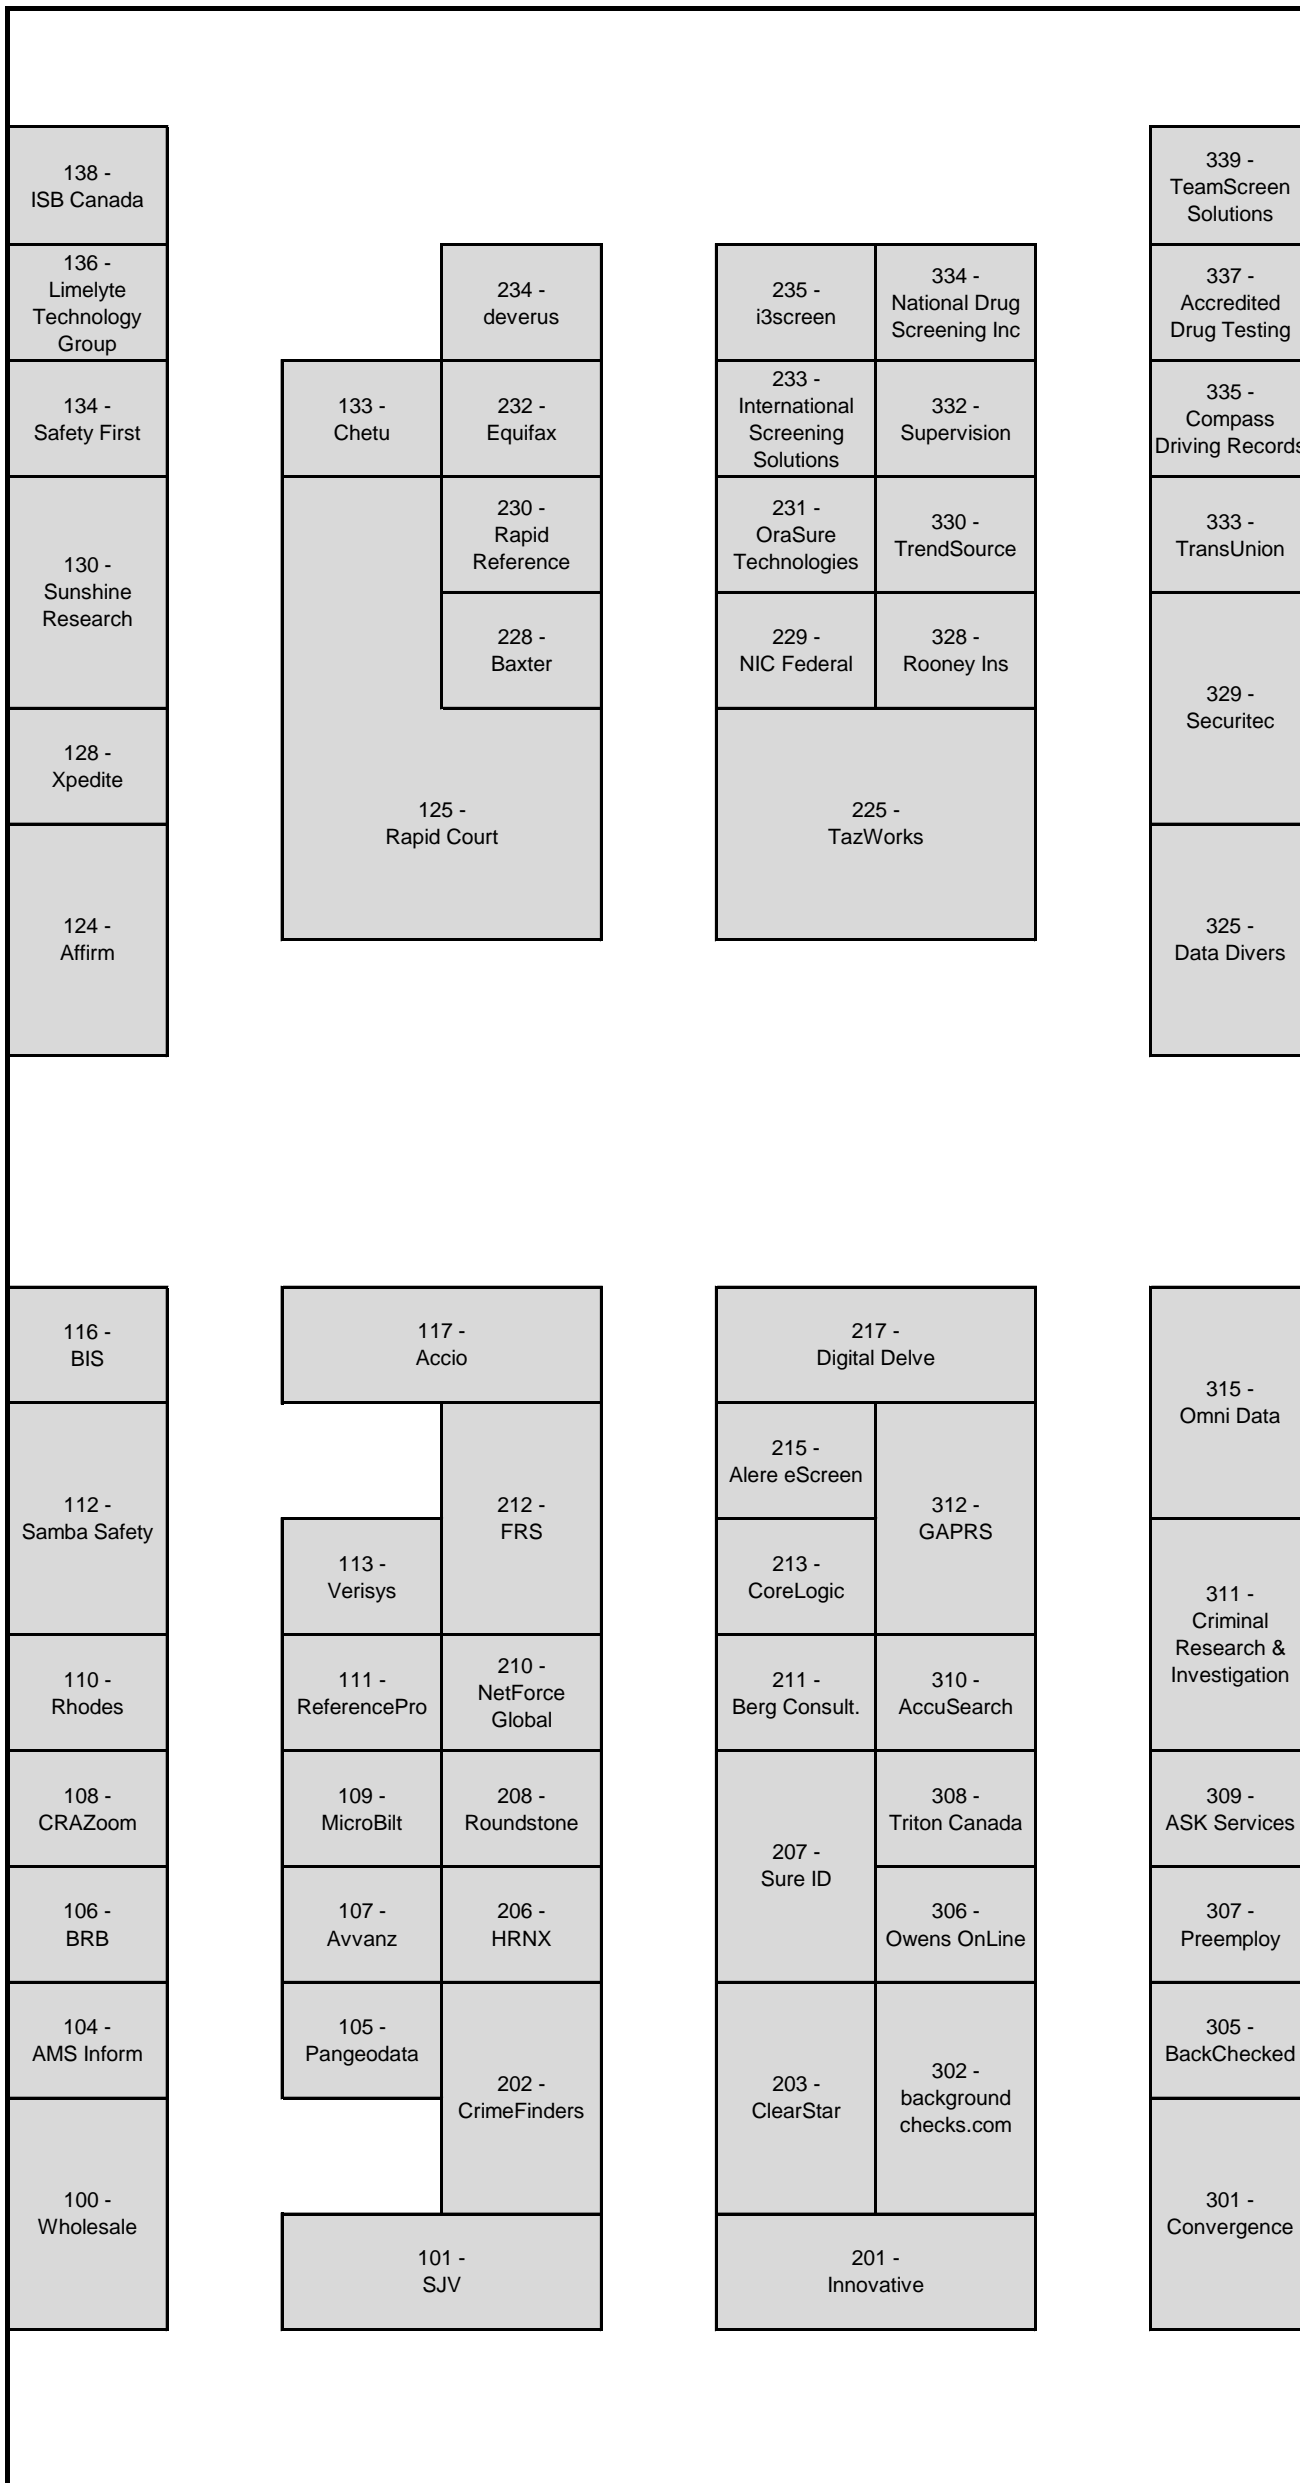 138 -
ISB Canada
136 -
Limelyte
Technology
Group
134 -
Safety First
130 -
Sunshine
Research
128 -
Xpedite
124 -
Affirm
234 -
deverus
133 -
Chetu
232 -
Equifax
230 -
Rapid
Reference
228 -
Baxter
125 -
Rapid Court
235 -
i3screen
334 -
National Drug
Screening Inc
233 -
International
Screening
Solutions
332 -
Supervision
231 -
OraSure
Technologies
330 -
TrendSource
229 -
NIC Federal
328 -
Rooney Ins
225 -
TazWorks
339 -
TeamScreen
Solutions
337 -
Accredited
Drug Testing
335 -
Compass
Driving Records
333 -
TransUnion
329 -
Securitec
325 -
Data Divers
116 -
BIS
112 -
Samba Safety
110 -
Rhodes
108 -
CRAZoom
106 -
BRB
104 -
AMS Inform
100 -
Wholesale
117 -
Accio
212 -
FRS
113 -
Verisys
111 -
ReferencePro
210 -
NetForce
Global
109 -
MicroBilt
208 -
Roundstone
107 -
Avvanz
206 -
HRNX
105 -
Pangeodata
202 -
CrimeFinders
101 -
SJV
217 -
Digital Delve
215 -
Alere eScreen
312 -
GAPRS
213 -
CoreLogic
211 -
Berg Consult.
310 -
AccuSearch
207 -
Sure ID
308 -
Triton Canada
306 -
Owens OnLine
203 -
ClearStar
302 -
background
checks.com
201 -
Innovative
315 -
Omni Data
311 -
Criminal
Research &
Investigation
309 -
ASK Services
307 -
Preemploy
305 -
BackChecked
301 -
Convergence